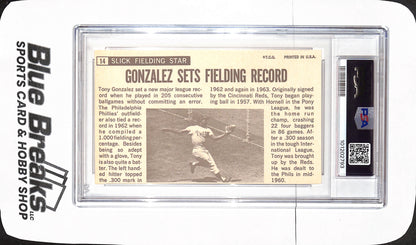 Blue Breaks LLC
SPORTS CARD & HOBBY SHOP
14 SLICK FIELDING STAR
©T.C.G. PRINTED IN U.S.A.
GONZALEZ SETS FIELDING RECORD
Tony Gonzalez set a new major league
record when he played in 205 consecutive
ballgames without committing an error.
The Philadelphia
Phillies' outfield-
er also tied a rec-
ord in 1962 when
he compiled a
1.000 fielding per-
centage. Besides
being so adept
with a glove, Tony
is also quite a bat-
ter. The left hand-
ed hitter topped
the .300 mark in
1962 and again in 1963. Originally signed
by the Cincinnati Reds, Tony began play-
ing ball in 1957. With Hornell in the Pony
League, he was
the home run
champ, crashing
22 four baggers in
86 games. Af-
ter a .300 season
in the tough Inter-
national League,
Tony was brought
up by the Reds.
He was dealt to
the Phils in mid-
1960.
PSA
101202793